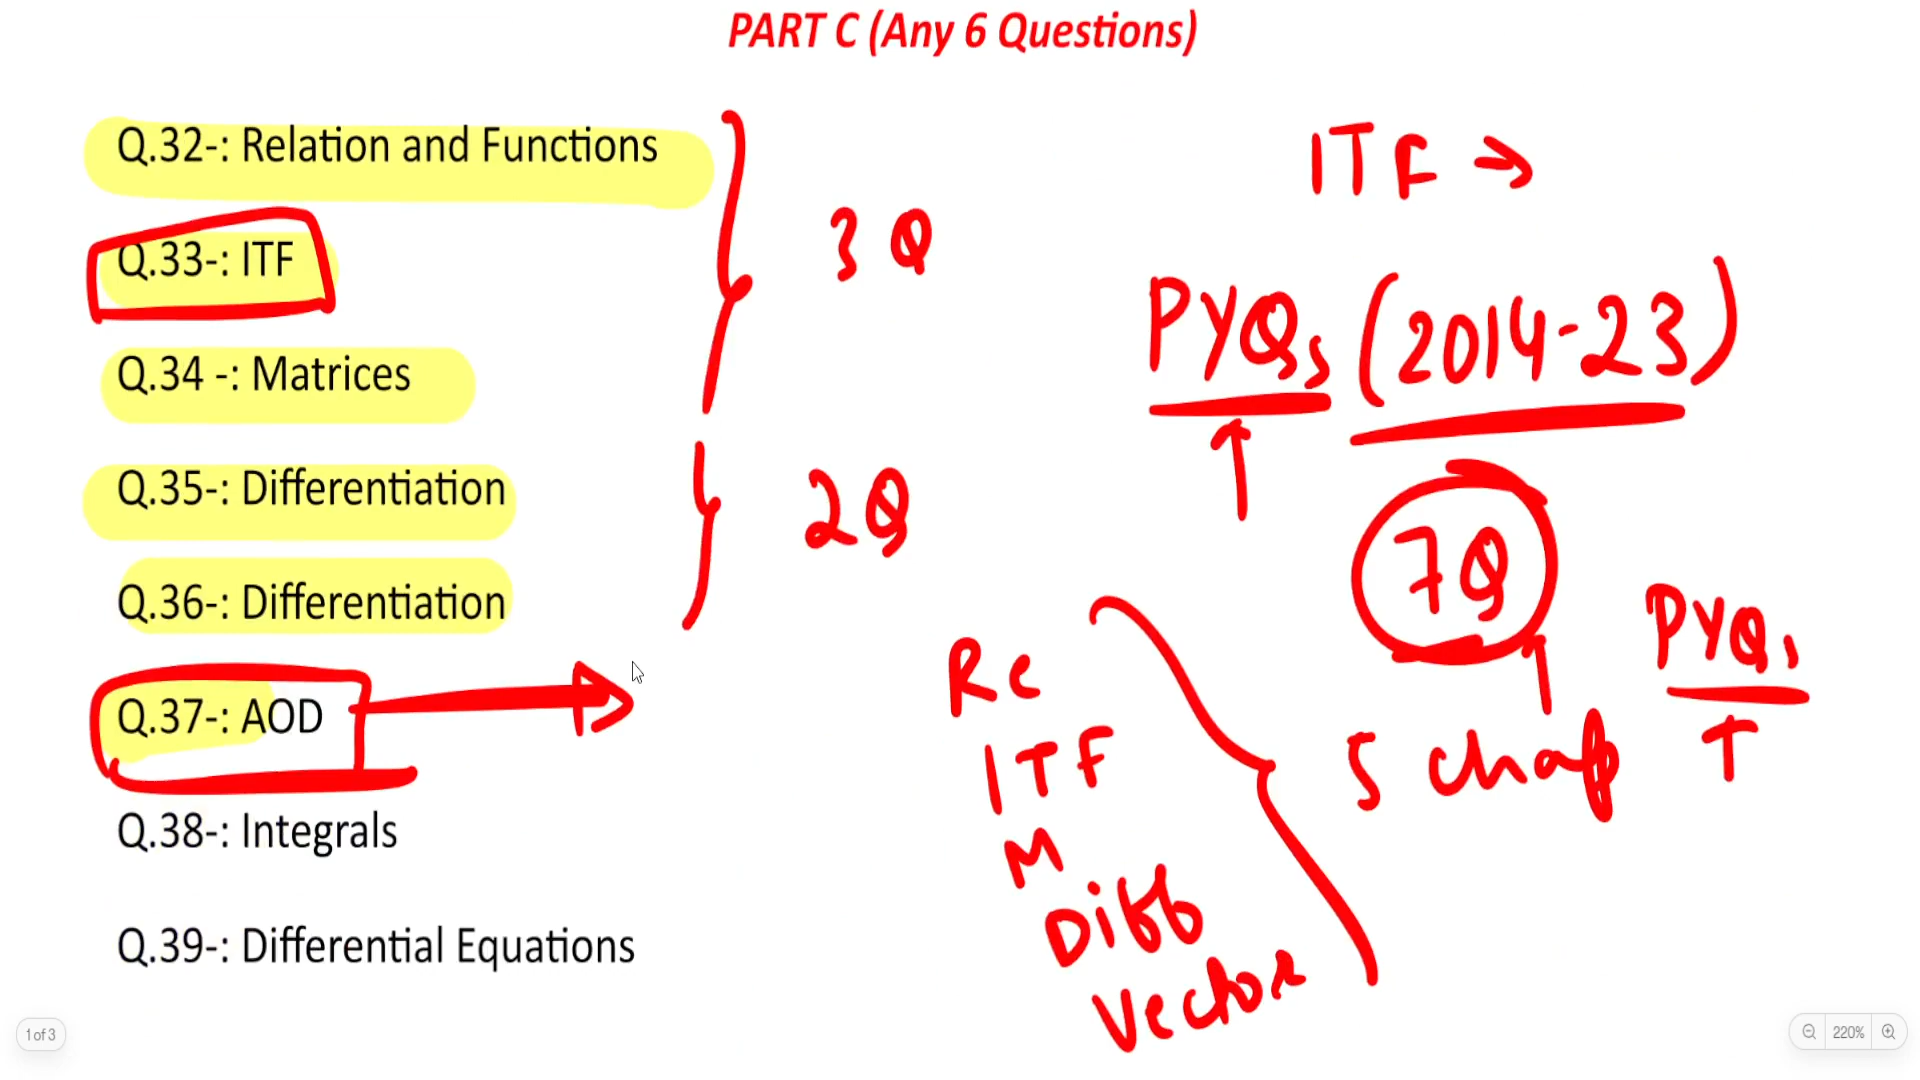 PART C (Any 6 Questions)
Q.32-: Relation and Functions
Q.33-: ITF
Q.34 -: Matrices
Q.35-: Differentiation
Q.36-: Differentiation
Q.37-: AOD
Q.38-: Integrals
Q.39-: Differential Equations
3 Q
2Q
ITF →
PYQs (2014-23)
7Q
PYQs
5 chap
Re
ITF
M
Diff
Vector
1 of 3
220%